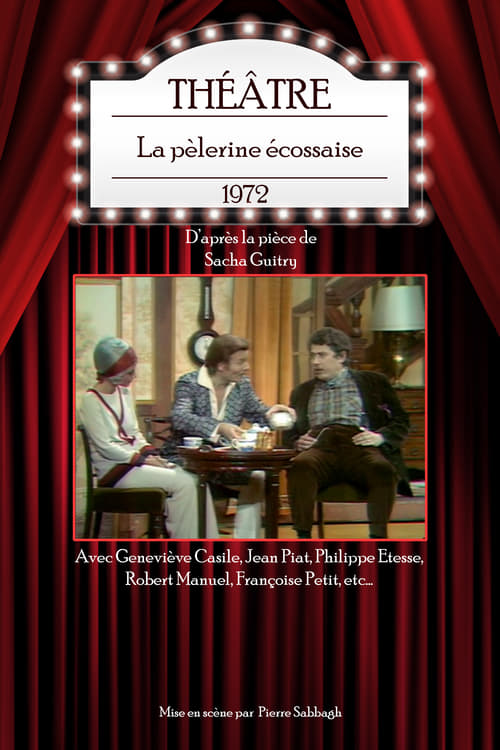 THÉÂTRE
La pèlerine écossaise
1972
D'après la pièce de
Sacha Guitry
Avec Geneviève Casile, Jean Piat, Philippe Etesse,
Robert Manuel, Françoise Petit, etc...
Mise en scène par Pierre Sabbagh